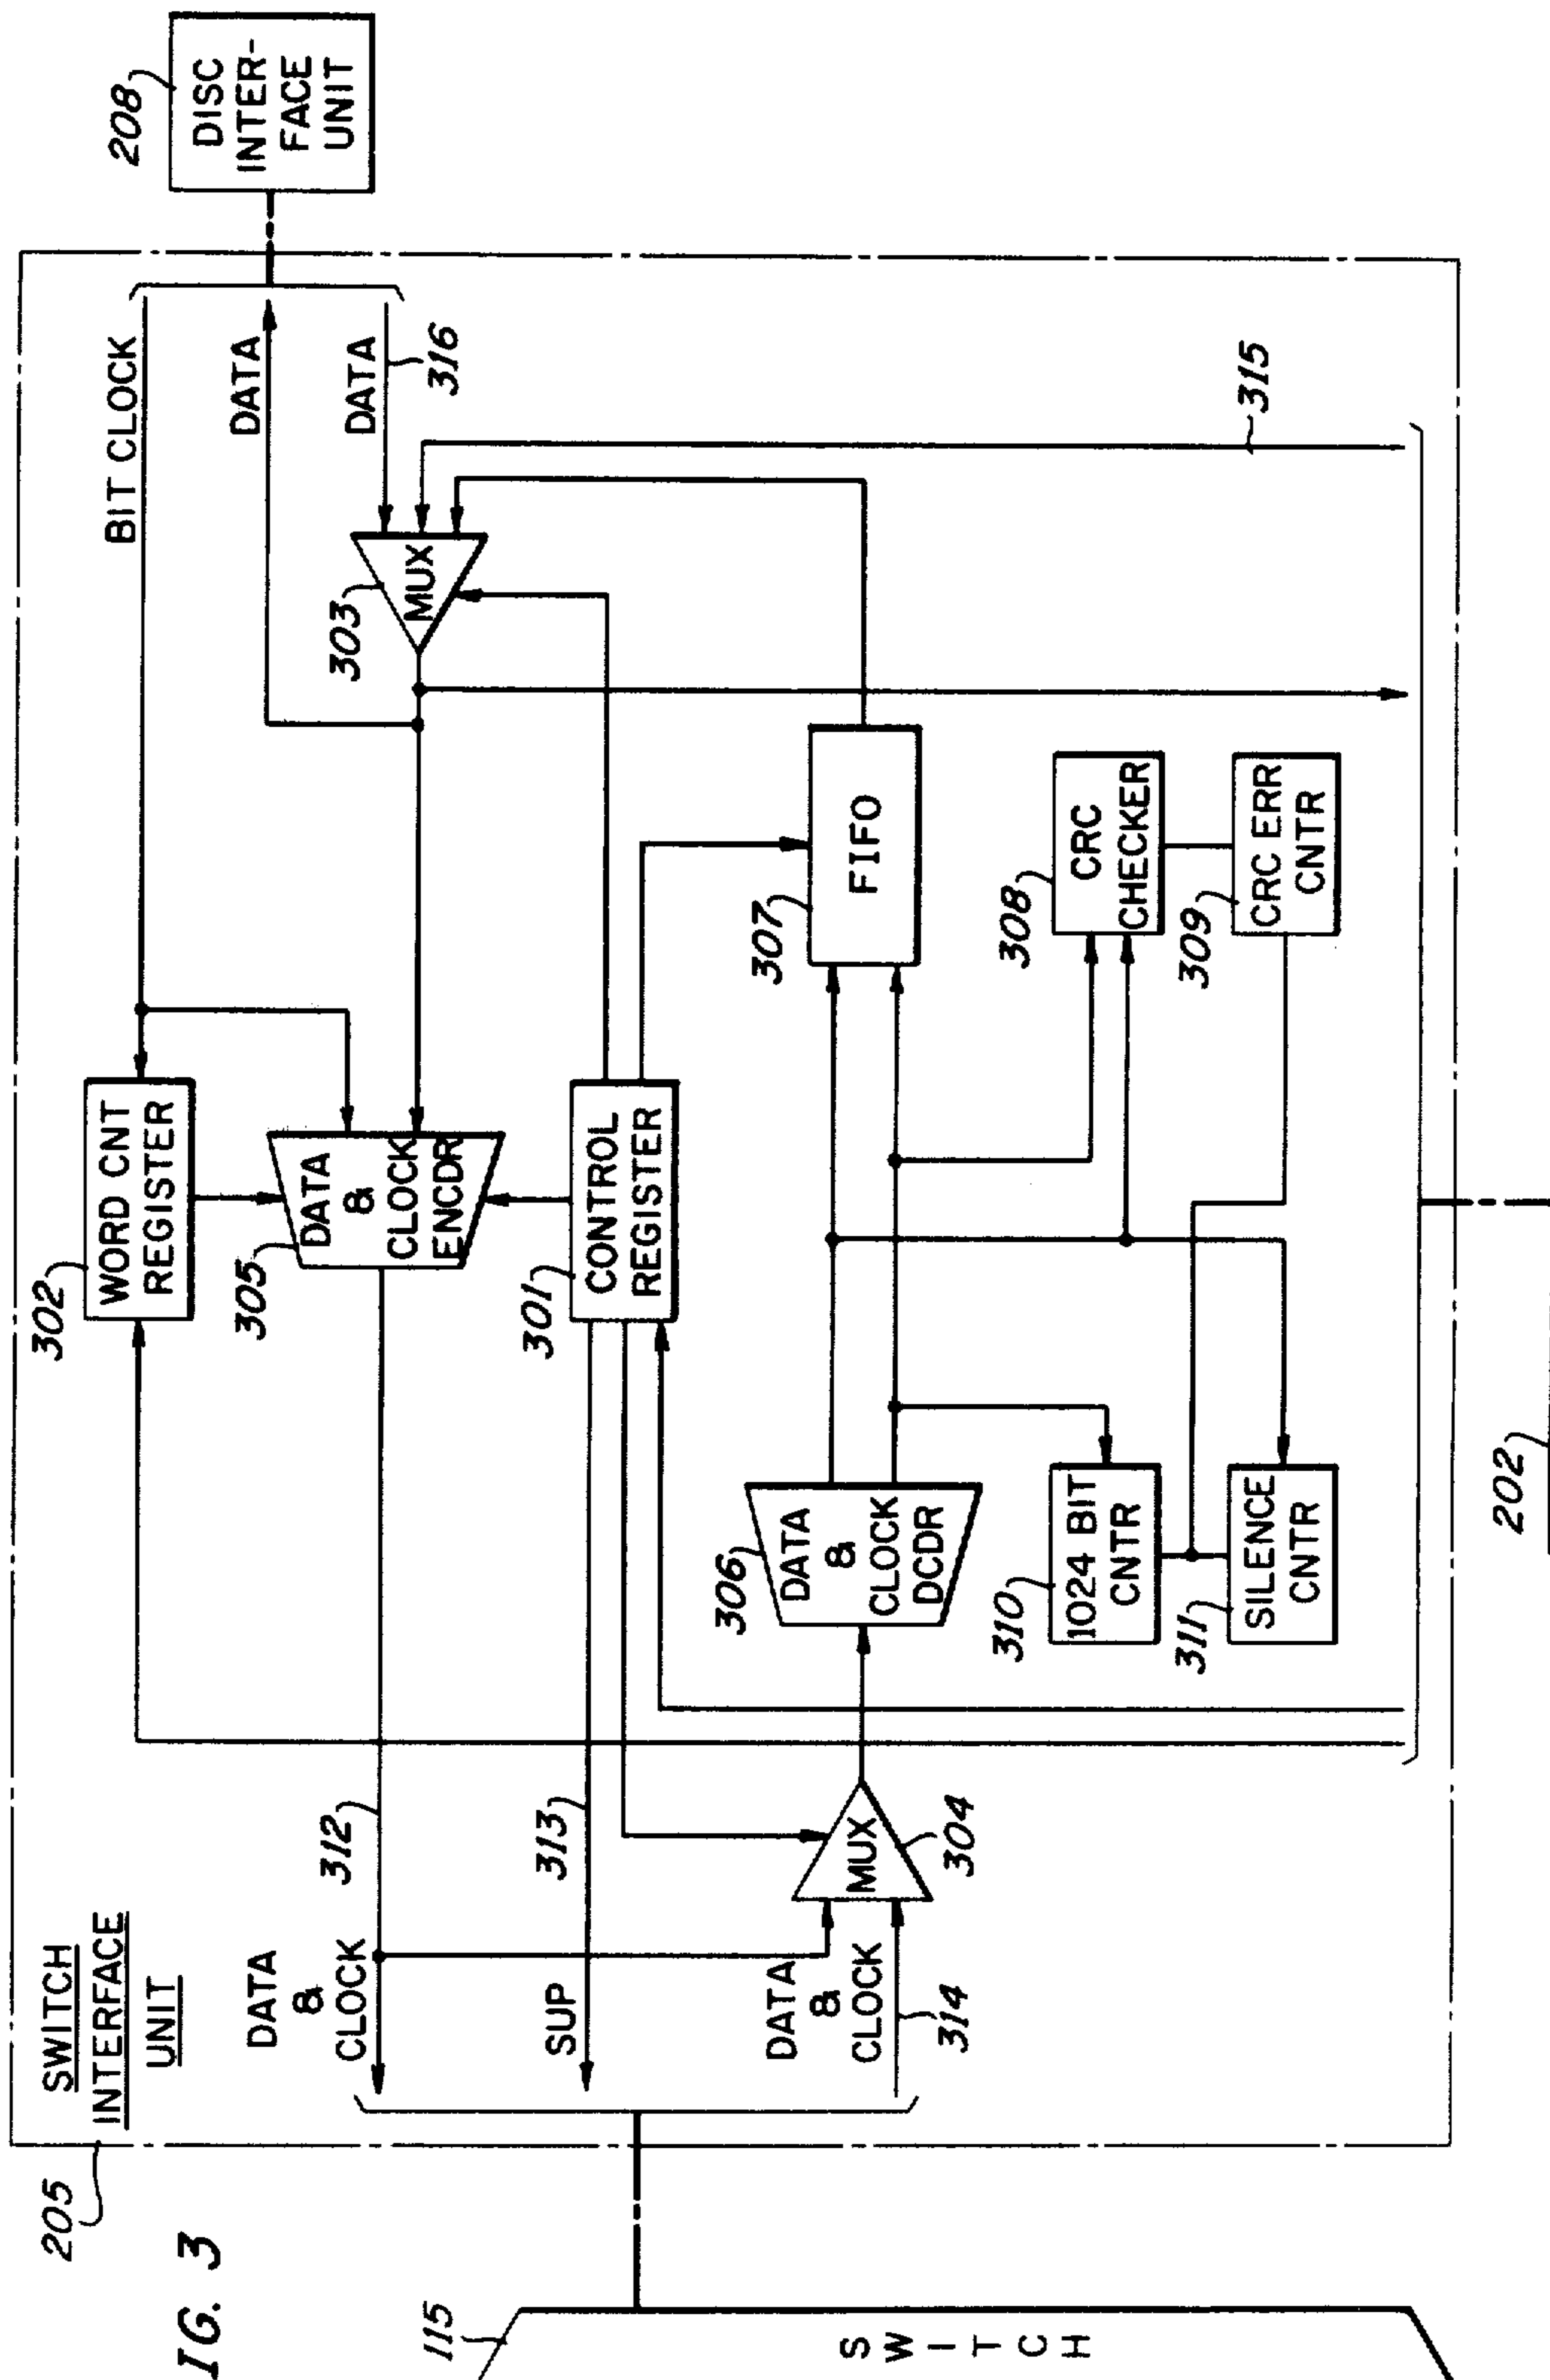 IG. 3
205
SWITCH
INTERFACE
UNIT
115
SWITCH
DATA
&
CLOCK
312
SUP
313
DATA
&
CLOCK
314
MUX
304
302
WORD CNT
REGISTER
305
DATA
&
CLOCK
ENCDR
301
CONTROL
REGISTER
306
DATA
&
CLOCK
DCDR
310
1024 BIT
CNTR
311
SILENCE
CNTR
BIT CLOCK
DATA
DATA
316
303
MUX
307
FIFO
308
CRC
CHECKER
309
CRC ERR
CNTR
315
208
DISC
INTER-
FACE
UNIT
202